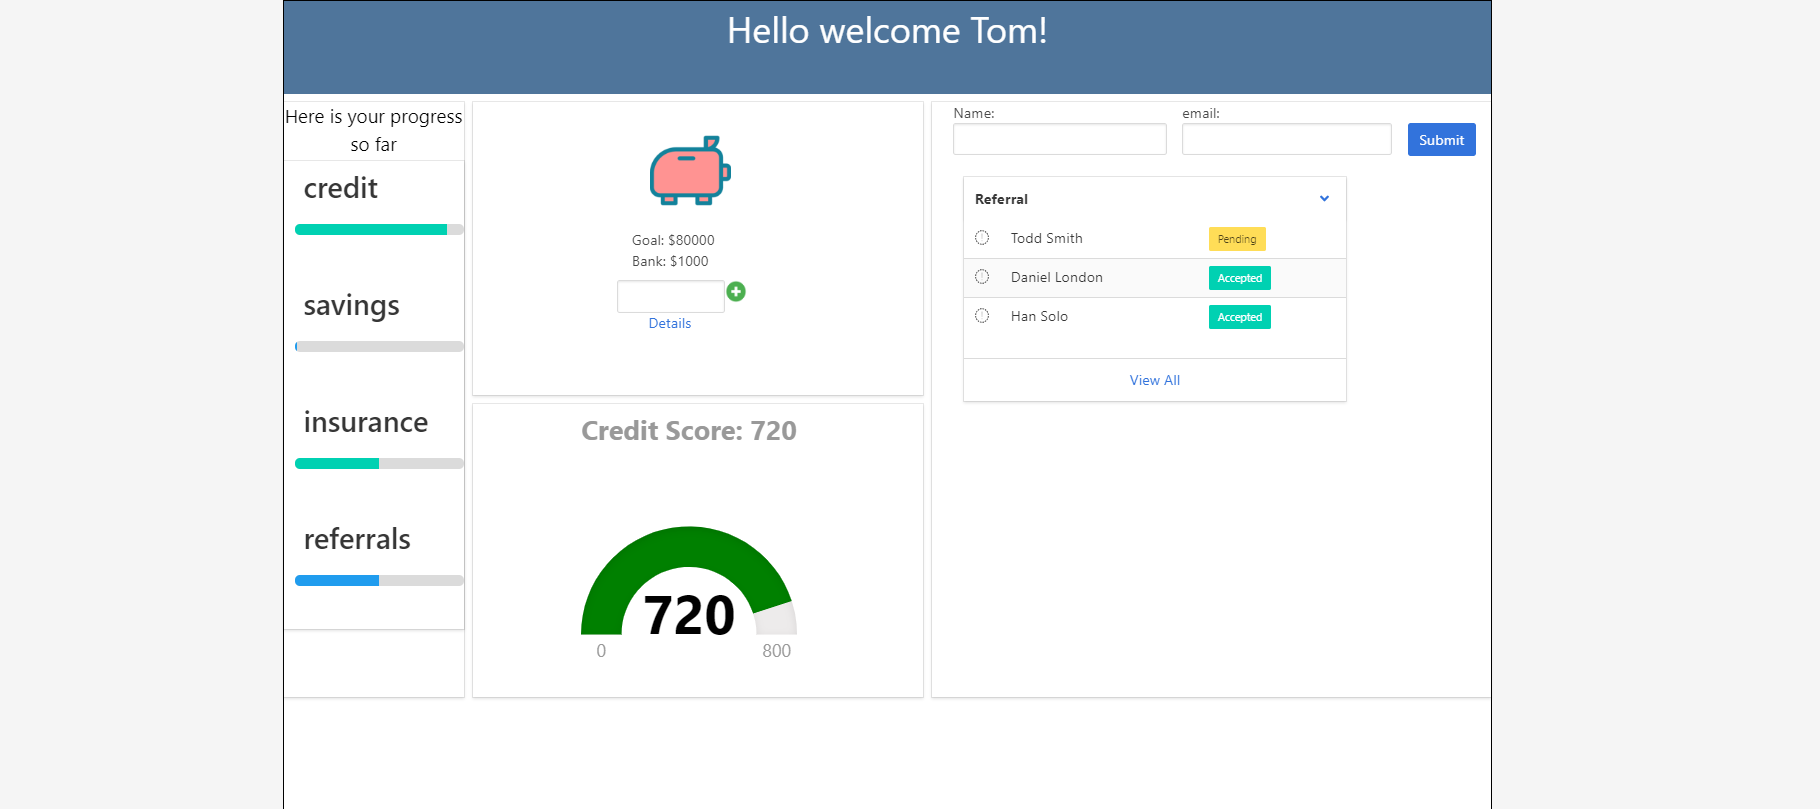 Hello welcome Tom!
Here is your progress
so far
credit
savings
insurance
referrals
Goal: $80000
Bank: $1000
Details
Credit Score: 720
720
0 800
Name: email:
Submit
Referral
Todd Smith Pending
Daniel London Accepted
Han Solo Accepted
View All